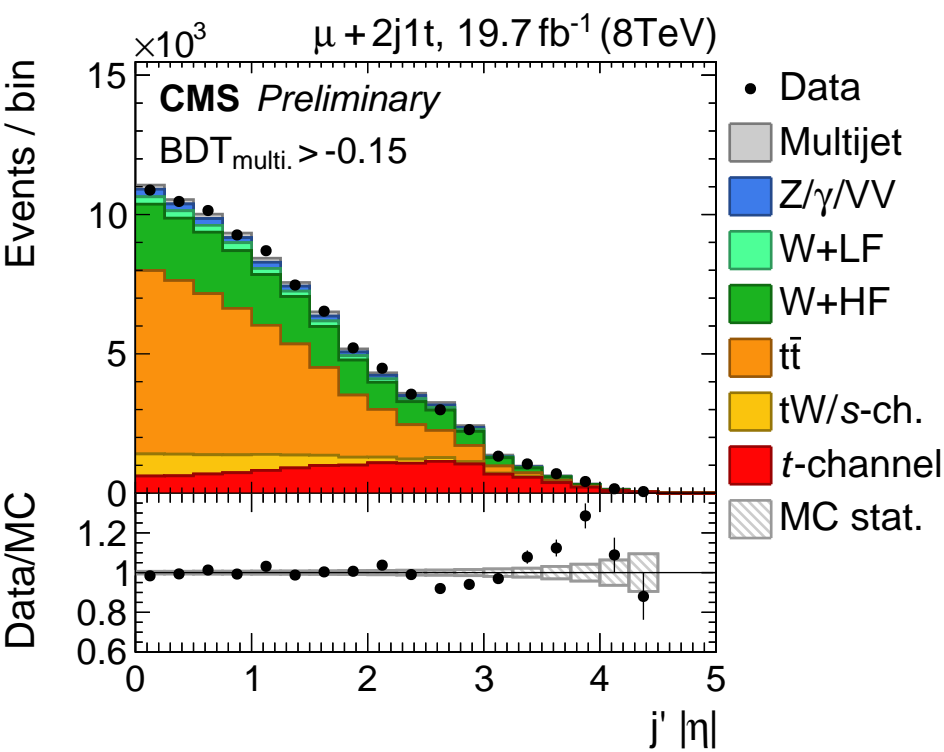 ×10³
μ + 2j1t, 19.7 fb⁻¹ (8TeV)
Events / bin
15
10
5
0
CMS Preliminary
BDTmulti. > -0.15
Data
Multijet
Z/γ/VV
W+LF
W+HF
tt̄
tW/s-ch.
t-channel
MC stat.
Data/MC
1.2
1
0.8
0.6
0 1 2 3 4 5
j' |η|